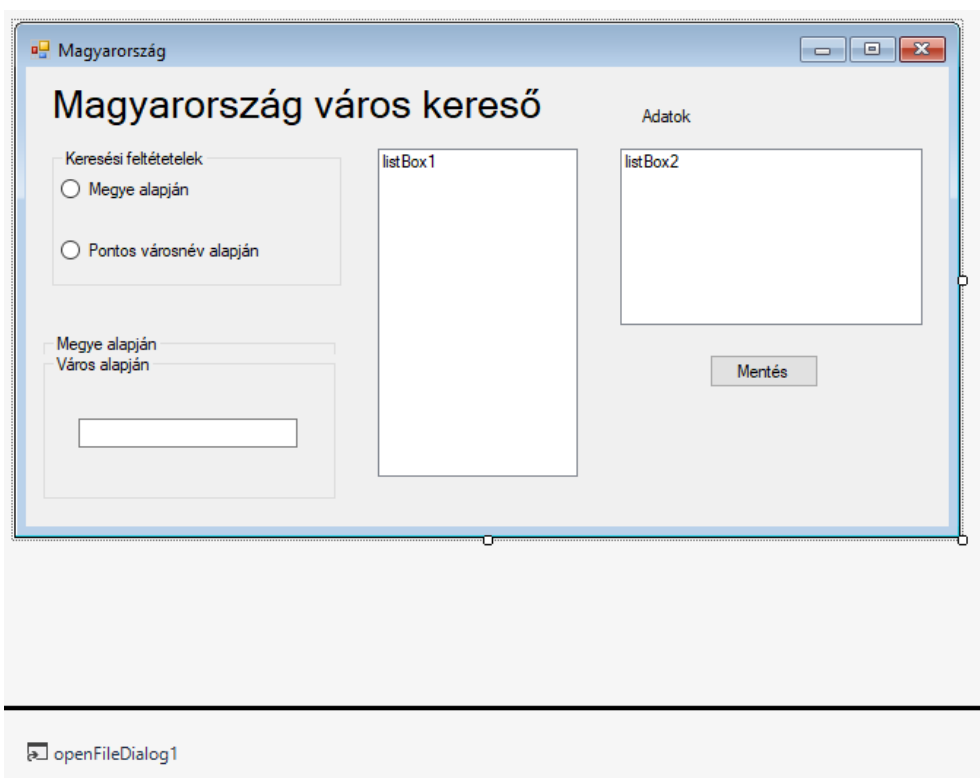 Magyarország
Magyarország város kereső
Adatok
Keresési feltétetelek
Megye alapján
Pontos városnév alapján
listBox1
listBox2
Megye alapján
Város alapján
Mentés
openFileDialog1